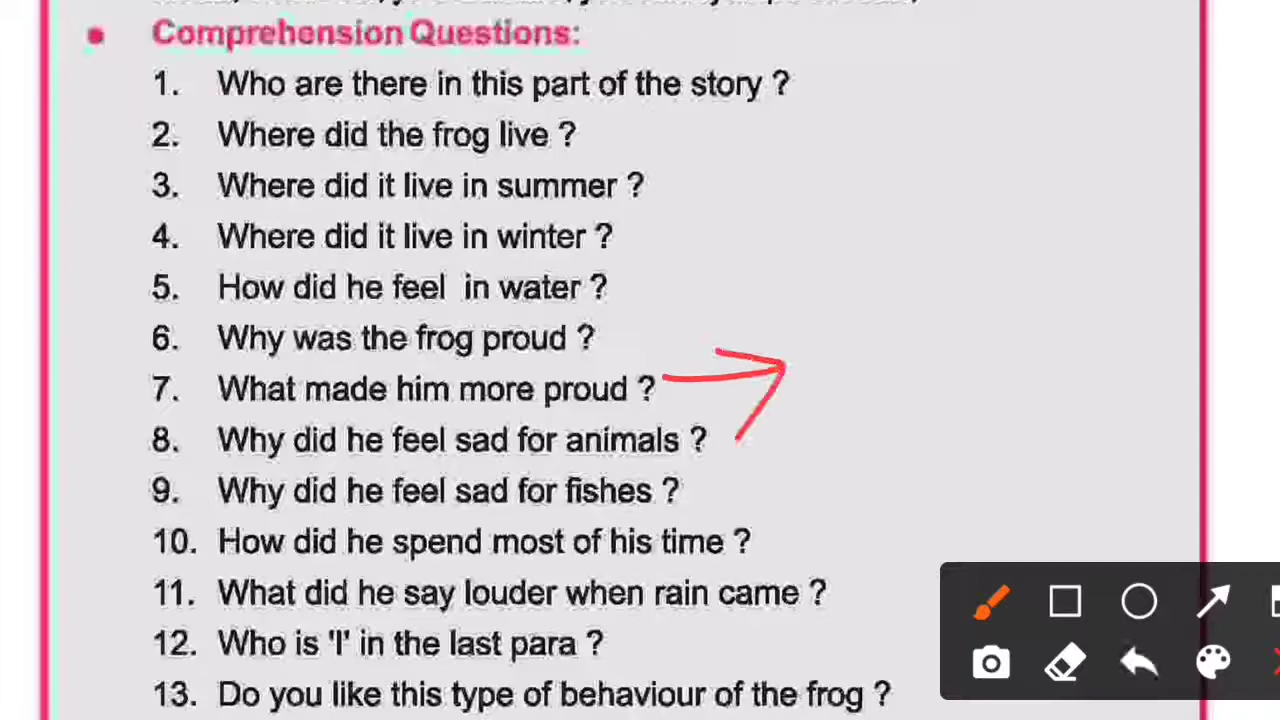 Comprehension Questions:
1. Who are there in this part of the story ?
2. Where did the frog live ?
3. Where did it live in summer ?
4. Where did it live in winter ?
5. How did he feel in water ?
6. Why was the frog proud ?
7. What made him more proud ?
8. Why did he feel sad for animals ?
9. Why did he feel sad for fishes ?
10. How did he spend most of his time ?
11. What did he say louder when rain came ?
12. Who is 'I' in the last para ?
13. Do you like this type of behaviour of the frog ?